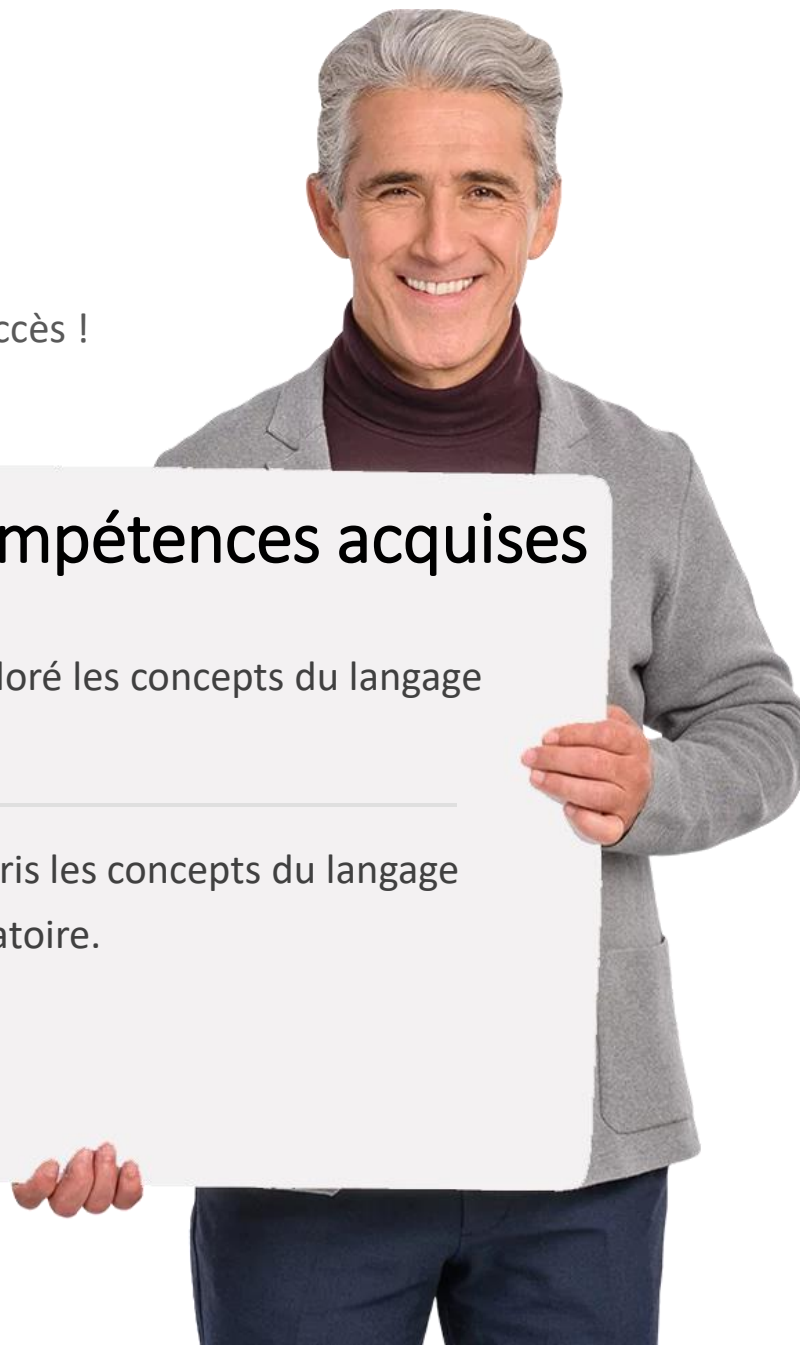 ccès !
mpétences acquises
loré les concepts du langage
ris les concepts du langage
atoire.